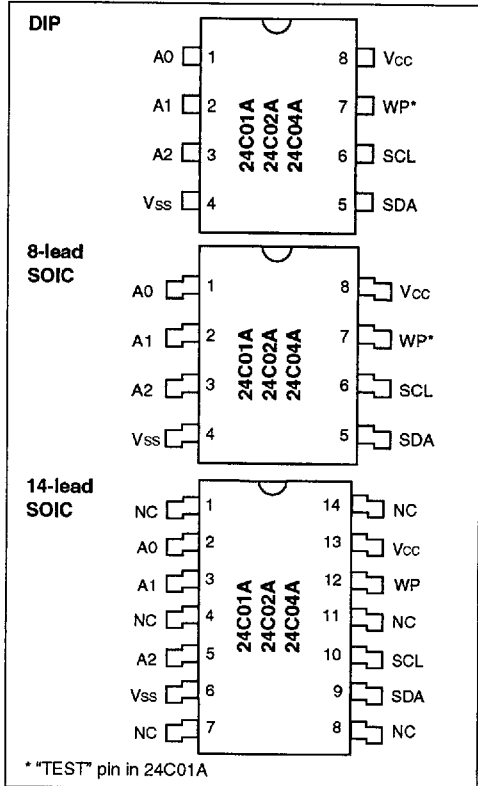 DIP
A0 1 8 Vcc
A1 2 7 WP*
A2 3 6 SCL
Vss 4 5 SDA
24C01A
24C02A
24C04A
8-lead
SOIC
A0 1 8 Vcc
A1 2 7 WP*
A2 3 6 SCL
Vss 4 5 SDA
24C01A
24C02A
24C04A
14-lead
SOIC
NC 1 14 NC
A0 2 13 Vcc
A1 3 12 WP
NC 4 11 NC
A2 5 10 SCL
Vss 6 9 SDA
NC 7 8 NC
24C01A
24C02A
24C04A
* "TEST" pin in 24C01A